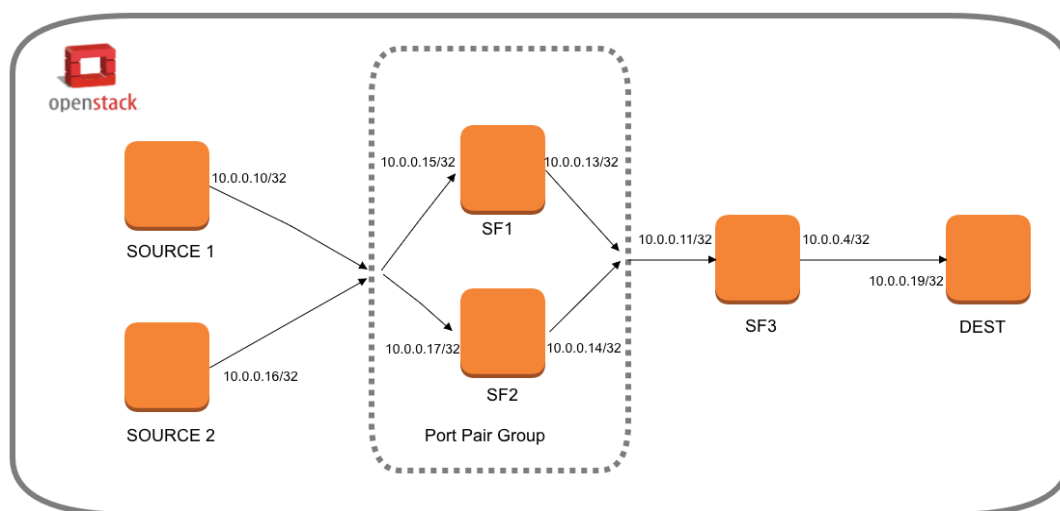 openstack
10.0.0.15/32
10.0.0.13/32
10.0.0.10/32
SF1
SOURCE 1
10.0.0.11/32
10.0.0.4/32
10.0.0.19/32
SF3
DEST
10.0.0.17/32
10.0.0.14/32
10.0.0.16/32
SF2
SOURCE 2
Port Pair Group